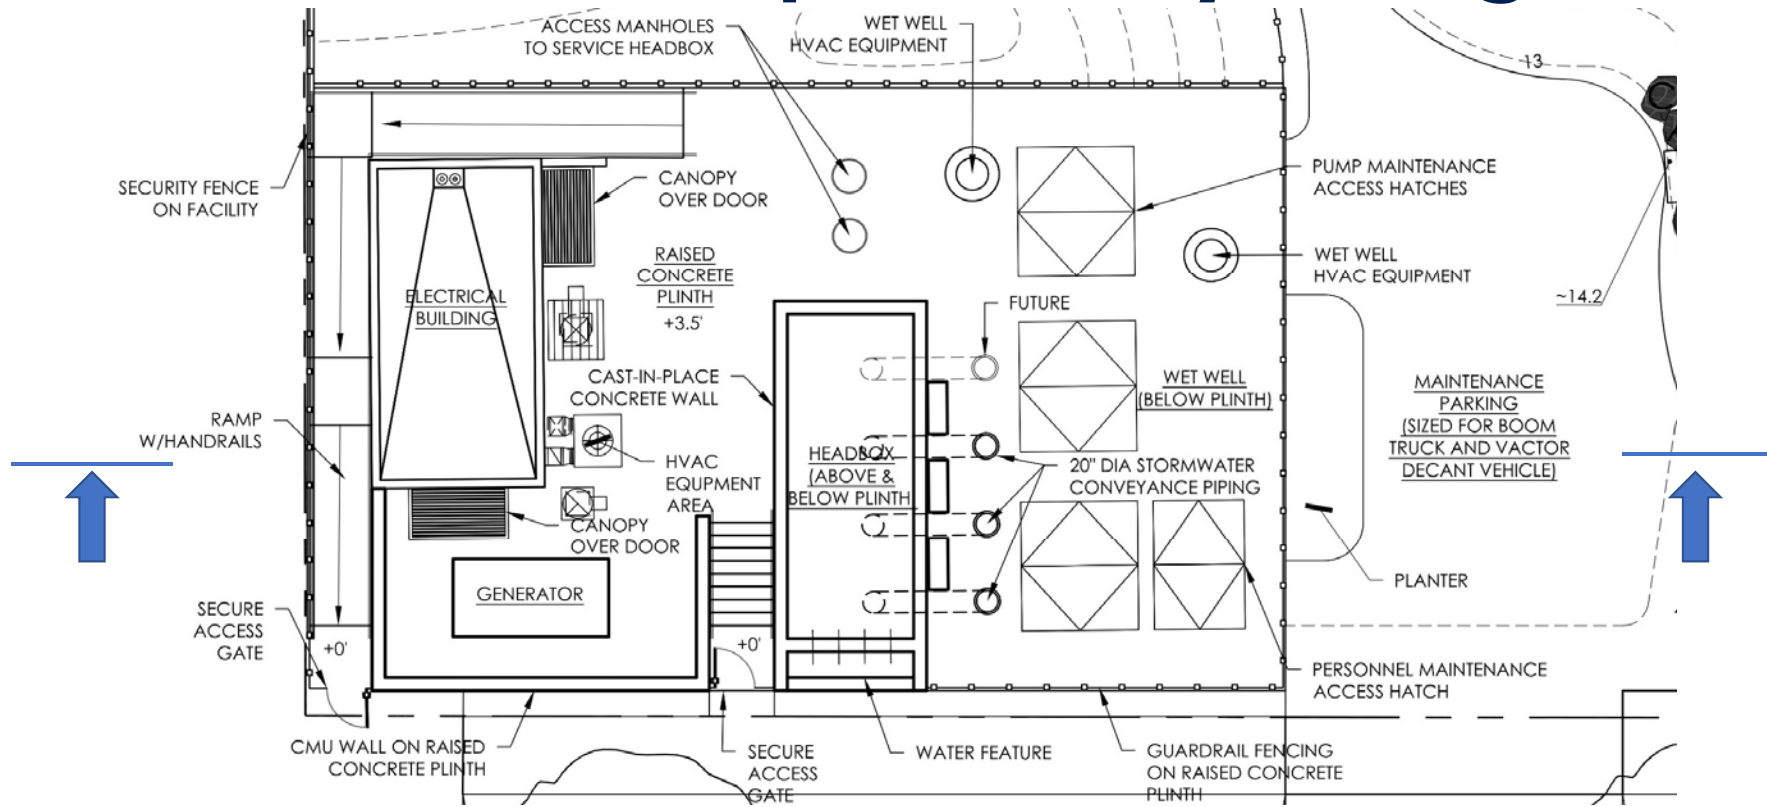 ACCESS MANHOLES
TO SERVICE HEADBOX
WET WELL
HVAC EQUIPMENT
13
SECURITY FENCE
ON FACILITY
CANOPY
OVER DOOR
PUMP MAINTENANCE
ACCESS HATCHES
RAISED
CONCRETE
PLINTH
+3.5'
WET WELL
HVAC EQUIPMENT
~14.2
ELECTRICAL
BUILDING
FUTURE
CAST-IN-PLACE
CONCRETE WALL
WET WELL
(BELOW PLINTH)
MAINTENANCE
PARKING
(SIZED FOR BOOM
TRUCK AND VACTOR
DECANT VEHICLE)
RAMP
W/HANDRAILS
HVAC
EQUPMENT
AREA
HEADBOX
(ABOVE &
BELOW PLINTH
20" DIA STORMWATER
CONVEYANCE PIPING
CANOPY
OVER DOOR
GENERATOR
PLANTER
SECURE
ACCESS
GATE
+0'
+0'
PERSONNEL MAINTENANCE
ACCESS HATCH
CMU WALL ON RAISED
CONCRETE PLINTH
SECURE
ACCESS
GATE
WATER FEATURE
GUARDRAIL FENCING
ON RAISED CONCRETE
PLINTH